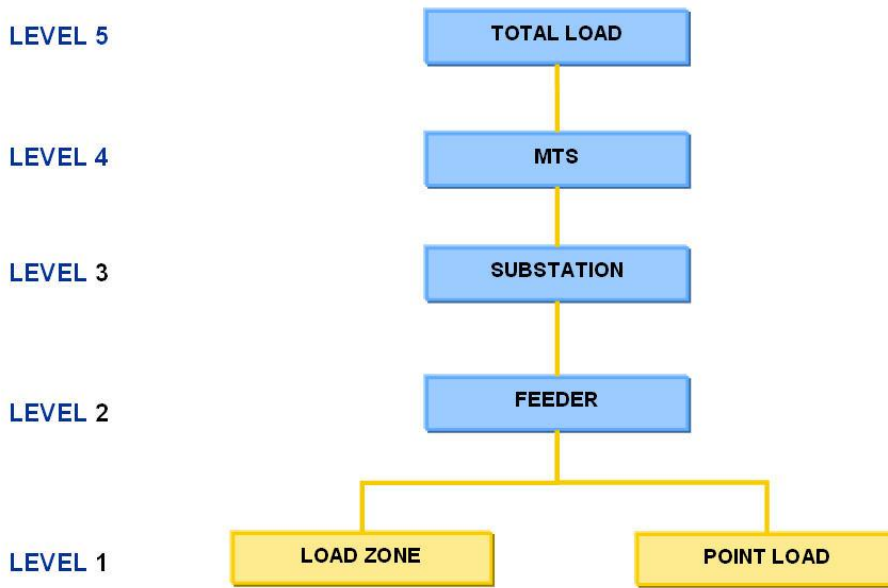 LEVEL 5 TOTAL LOAD
LEVEL 4 MTS
LEVEL 3 SUBSTATION
LEVEL 2 FEEDER
LEVEL 1 LOAD ZONE POINT LOAD